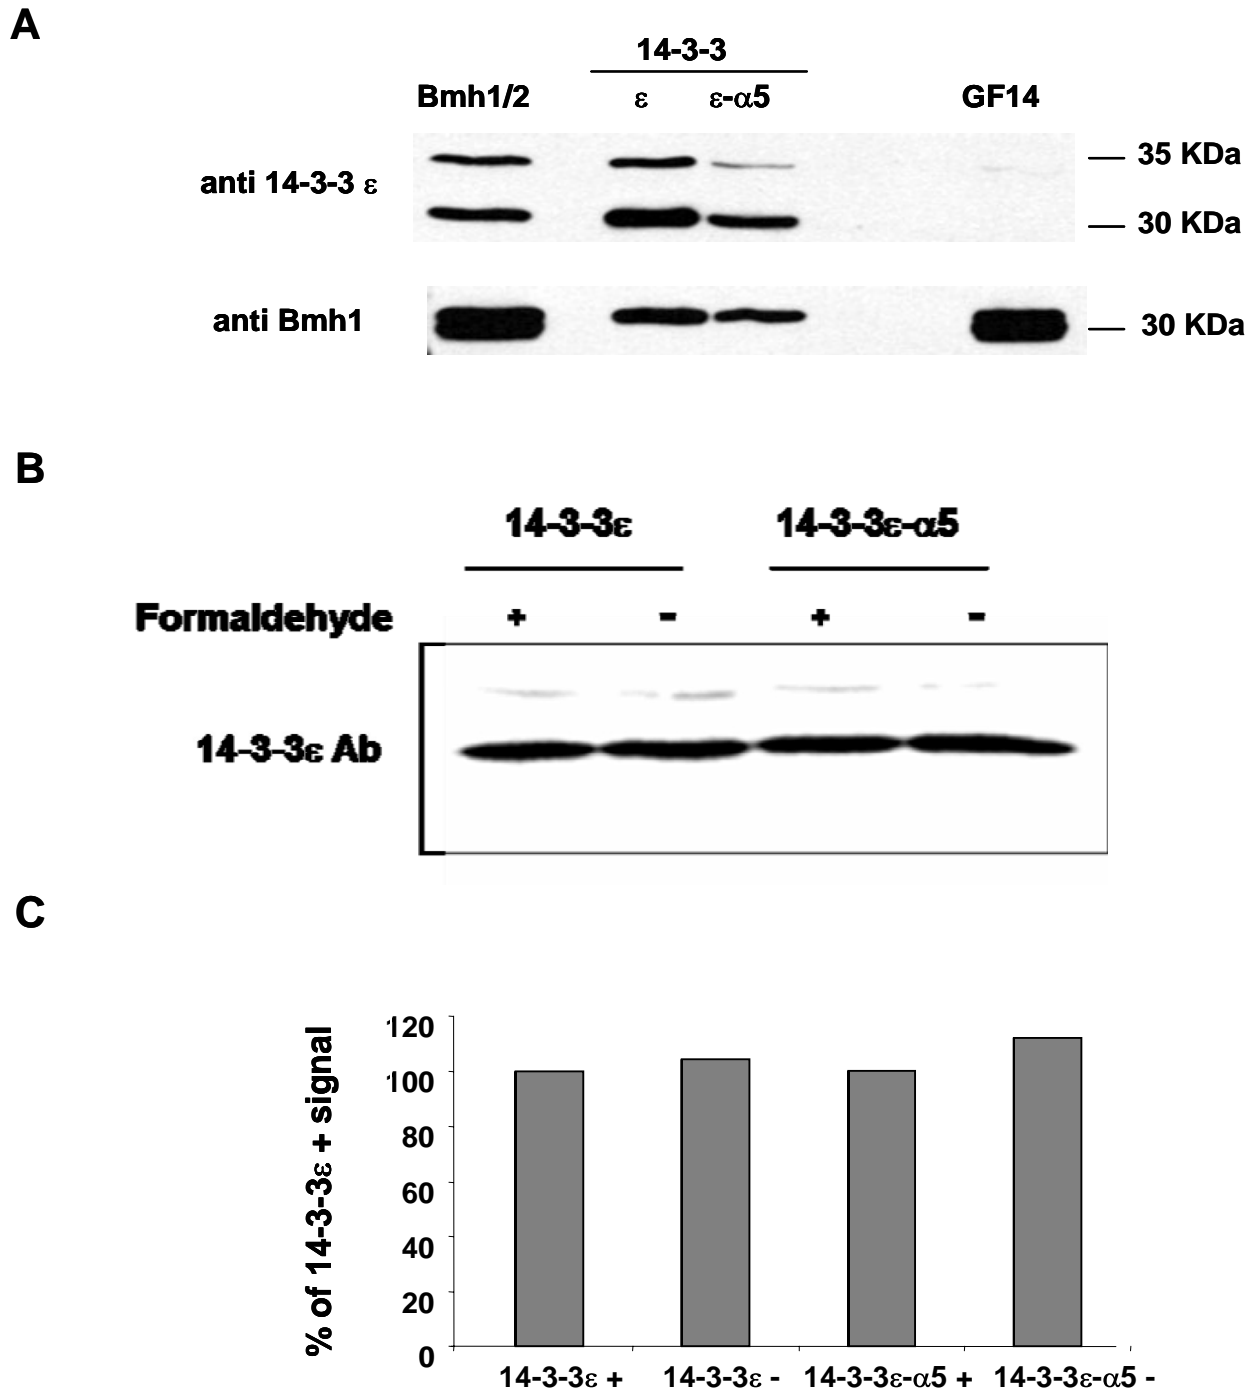 A
14-3-3
Bmh1/2 ε ε-α5 GF14
anti 14-3-3 ε
35 KDa
30 KDa
anti Bmh1
30 KDa
B
14-3-3ε 14-3-3ε-α5
Formaldehyde + - + -
14-3-3ε Ab
C
% of 14-3-3ε + signal
120
100
80
60
40
20
0
14-3-3ε + 14-3-3ε - 14-3-3ε-α5 + 14-3-3ε-α5 -